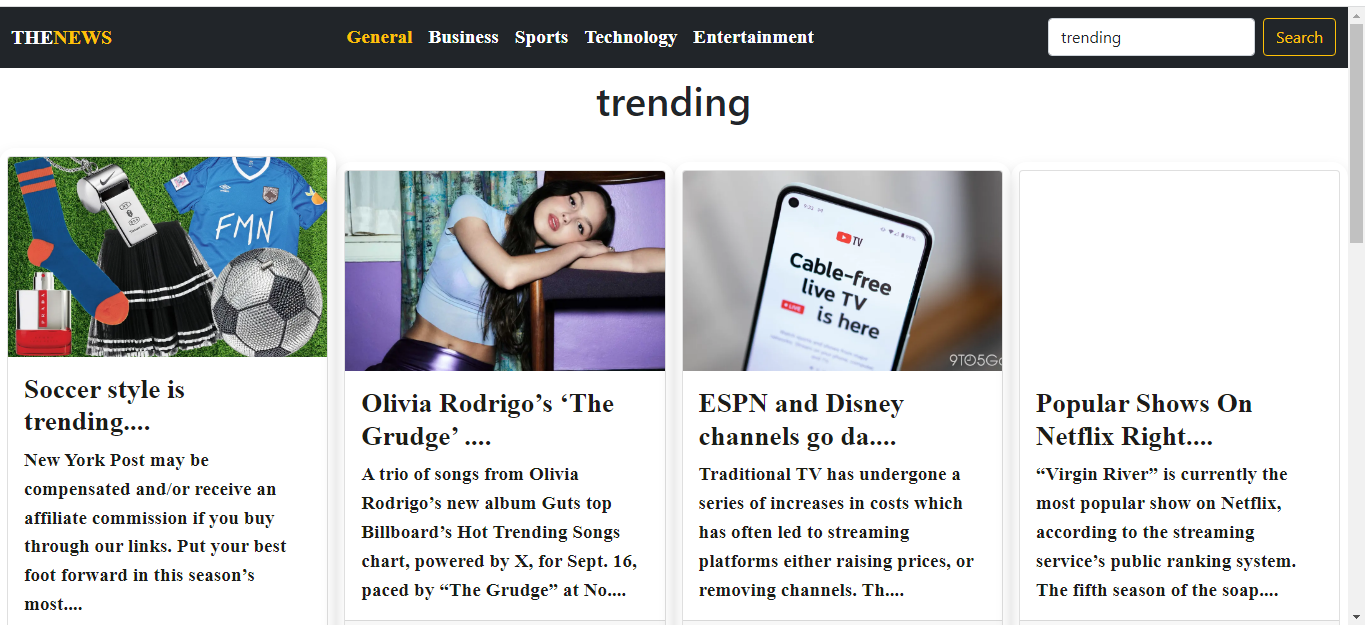 THENEWS General Business Sports Technology Entertainment trending Search
trending
FMN
Soccer style is
trending....
New York Post may be
compensated and/or receive an
affiliate commission if you buy
through our links. Put your best
foot forward in this season’s
most....
Olivia Rodrigo’s ‘The
Grudge’ ....
A trio of songs from Olivia
Rodrigo’s new album Guts top
Billboard’s Hot Trending Songs
chart, powered by X, for Sept. 16,
paced by “The Grudge” at No....
TV
Cable-free
live TV
LIVE
is here
9TO5Go
ESPN and Disney
channels go da....
Traditional TV has undergone a
series of increases in costs which
has often led to streaming
platforms either raising prices, or
removing channels. Th....
Popular Shows On
Netflix Right....
“Virgin River” is currently the
most popular show on Netflix,
according to the streaming
service’s public ranking system.
The fifth season of the soap....